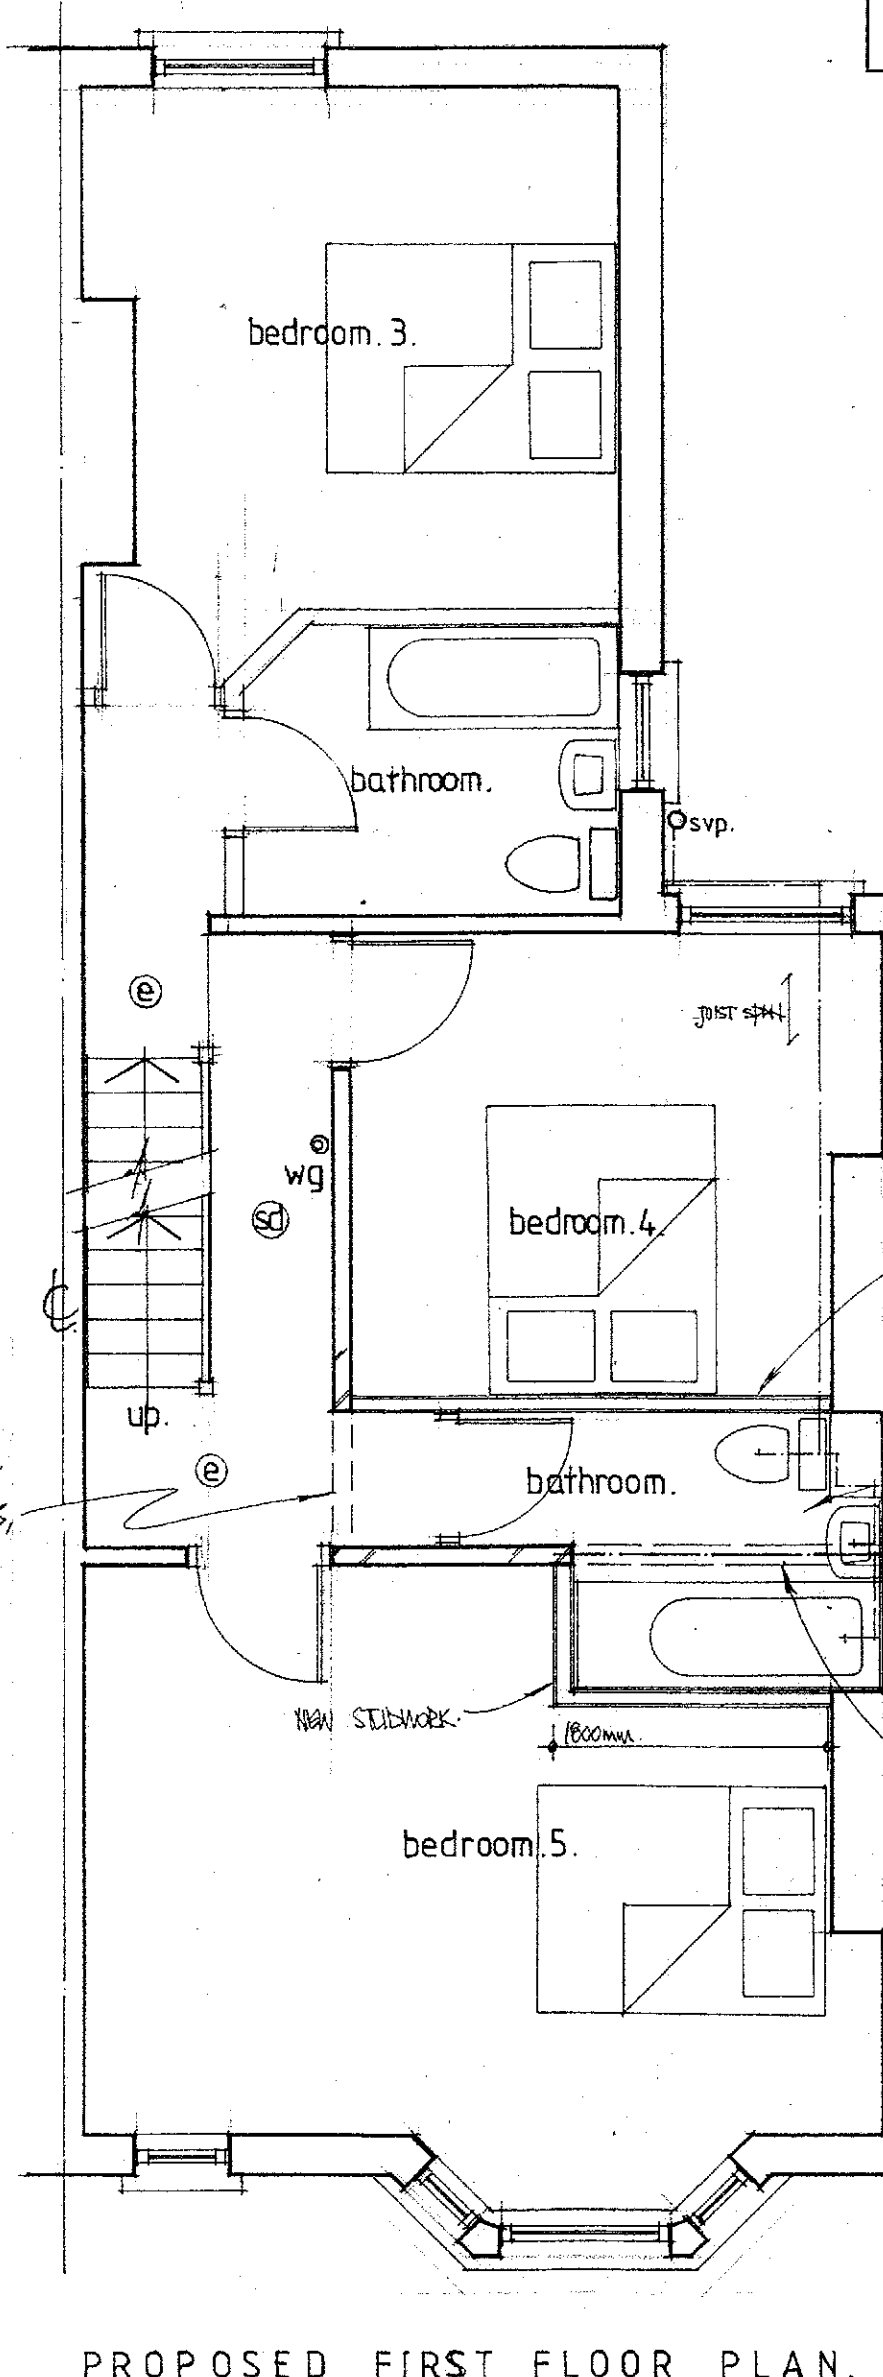 bedroom. 3.
bathroom.
svp.
e
JOIST SPAN
wg
sd
bedroom.4.
up.
e
bathroom.
NEW STUDWORK.
1800mm.
bedroom.5.
PROPOSED FIRST FLOOR PLAN.